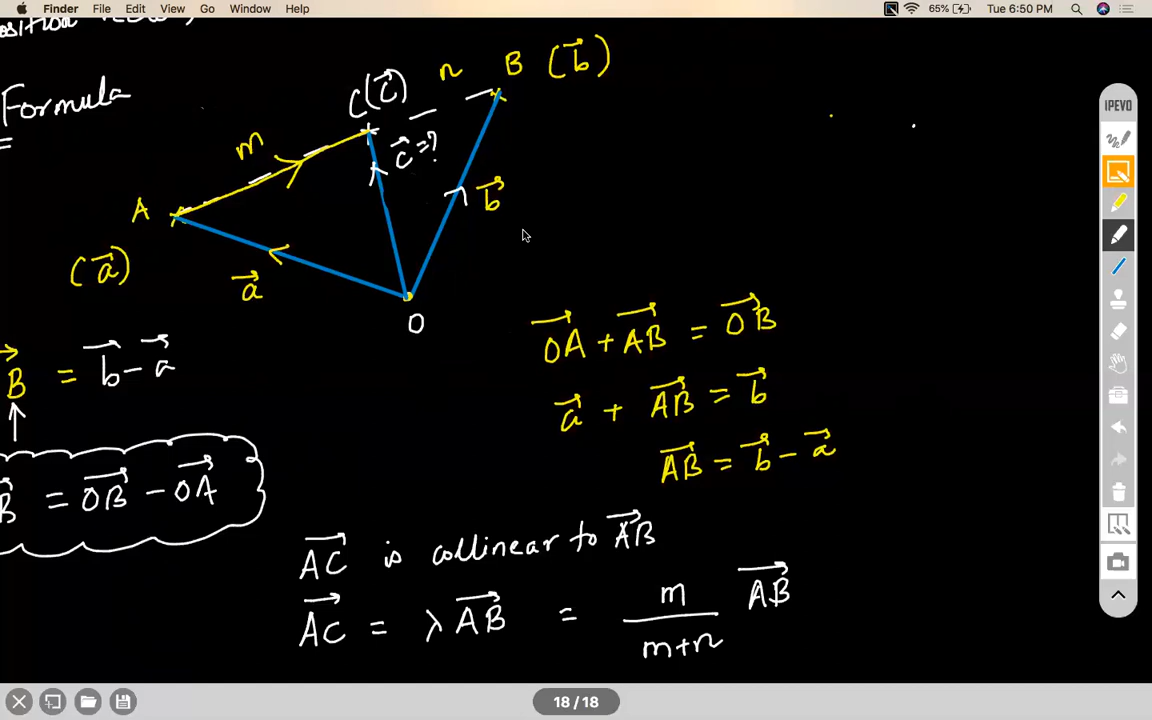 Finder File Edit View Go Window Help 65% Tue 6:50 PM
Position
Formula
C(c⃗) n B (b⃗)
m c⃗=?
A b⃗
(a⃗) a⃗
O
B⃗ = b⃗ - a⃗
B⃗ = OB⃗ - OA⃗
OA⃗ + AB⃗ = OB⃗
a⃗ + AB⃗ = b⃗
AB⃗ = b⃗ - a⃗
AC⃗ is collinear to AB⃗
AC⃗ = λ AB⃗ = m/m+n AB⃗
IPEVO
18 / 18